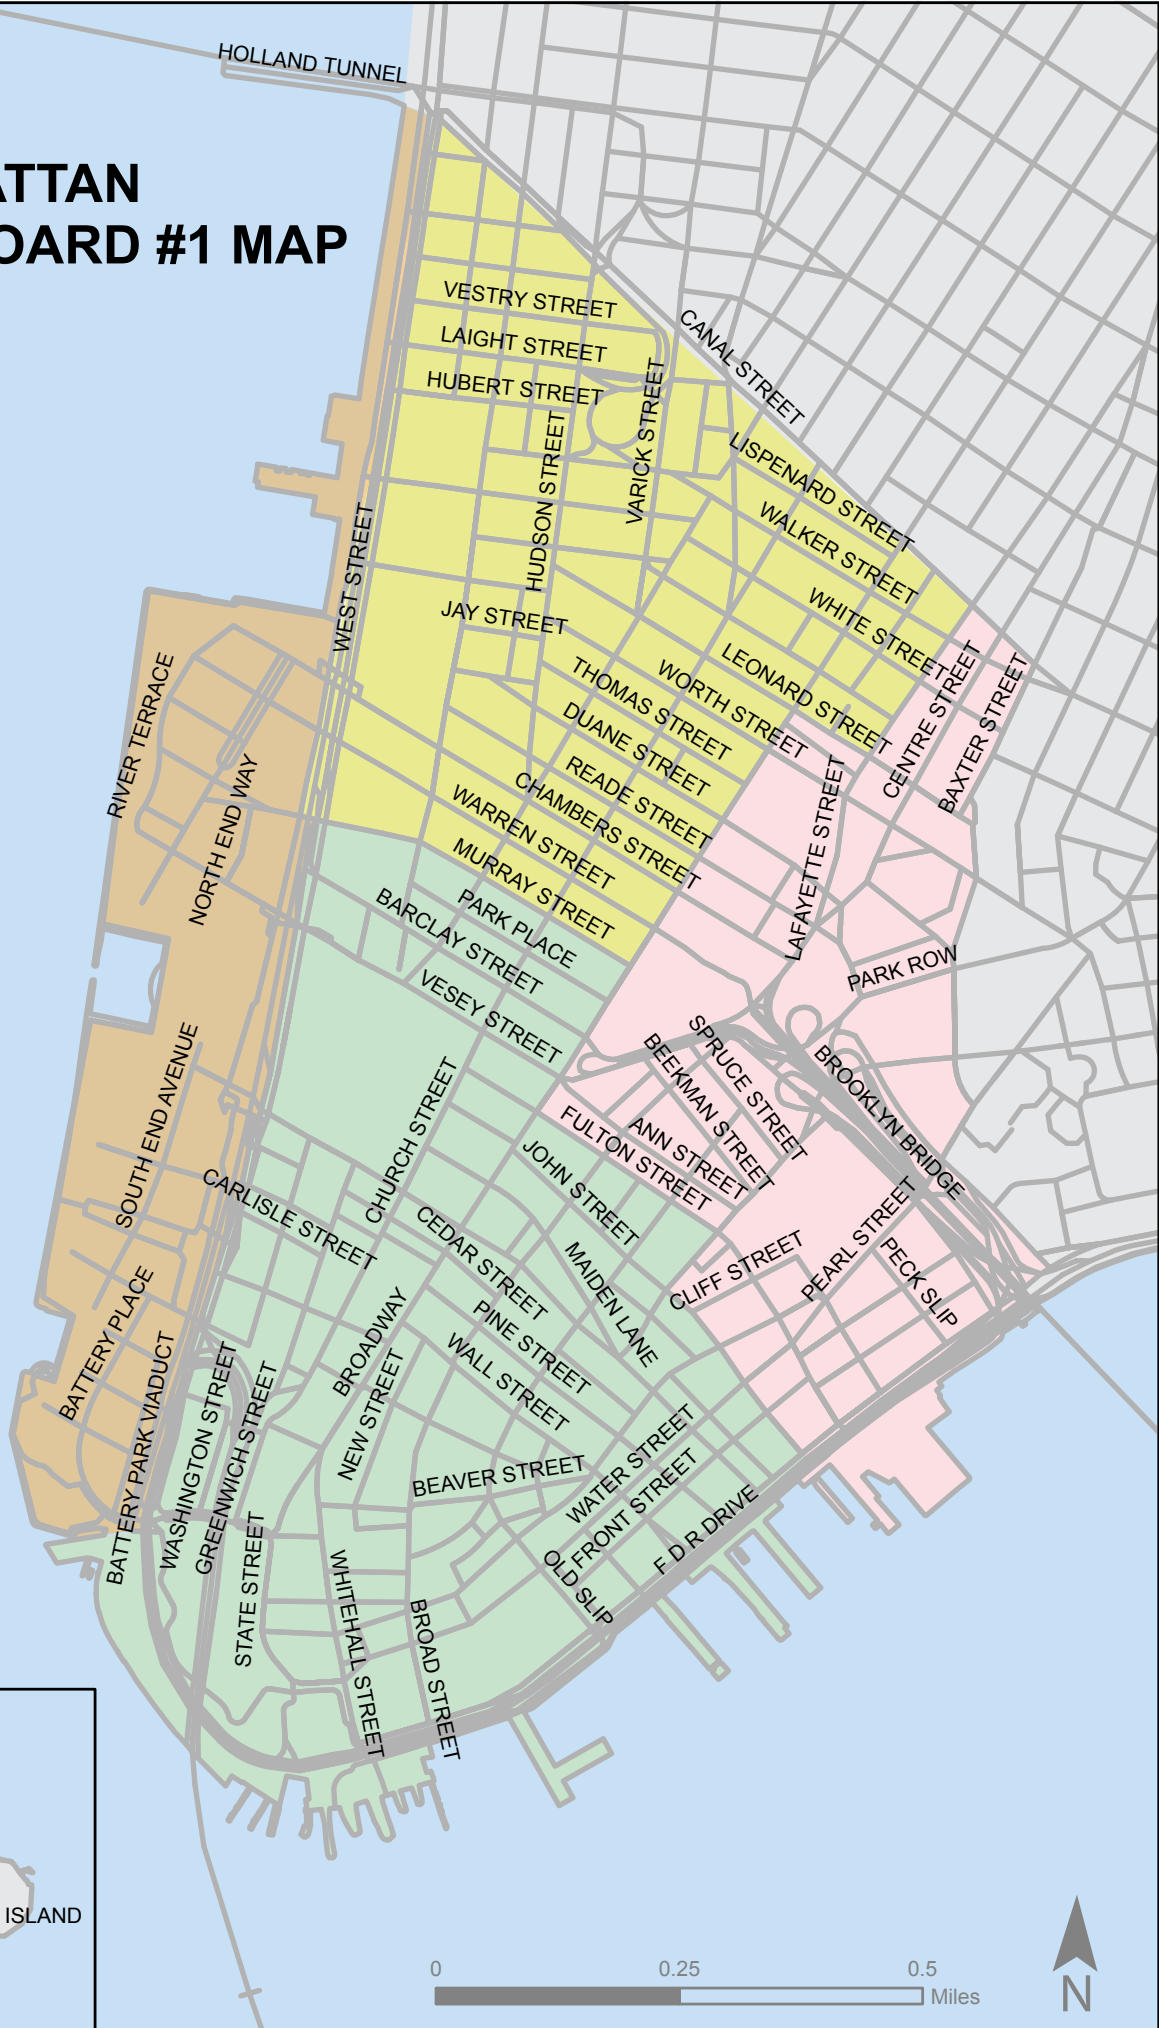 HOLLAND TUNNEL
ATTAN
OARD #1 MAP
VESTRY STREET
CANAL STREET
LAIGHT STREET
HUBERT STREET
VARICK STREET
HUDSON STREET
LISPENARD STREET
WALKER STREET
WEST STREET
WHITE STREET
JAY STREET
LEONARD STREET
WORTH STREET
THOMAS STREET
CENTRE STREET
BAXTER STREET
RIVER TERRACE
DUANE STREET
READE STREET
CHAMBERS STREET
LAFAYETTE STREET
NORTH END WAY
WARREN STREET
MURRAY STREET
PARK PLACE
BARCLAY STREET
PARK ROW
VESEY STREET
SPRUCE STREET
BEEKMAN STREET
BROOKLYN BRIDGE
SOUTH END AVENUE
CHURCH STREET
FULTON STREET
ANN STREET
JOHN STREET
CARLISLE STREET
PEARL STREET
CEDAR STREET
MAIDEN LANE
CLIFF STREET
PECK SLIP
BATTERY PLACE
PINE STREET
BROADWAY
WALL STREET
NEW STREET
BATTERY PARK VIADUCT
WASHINGTON STREET
GREENWICH STREET
BEAVER STREET
WATER STREET
FRONT STREET
F D R DRIVE
STATE STREET
WHITEHALL STREET
OLD SLIP
BROAD STREET
ISLAND
0 0.25 0.5
Miles
N